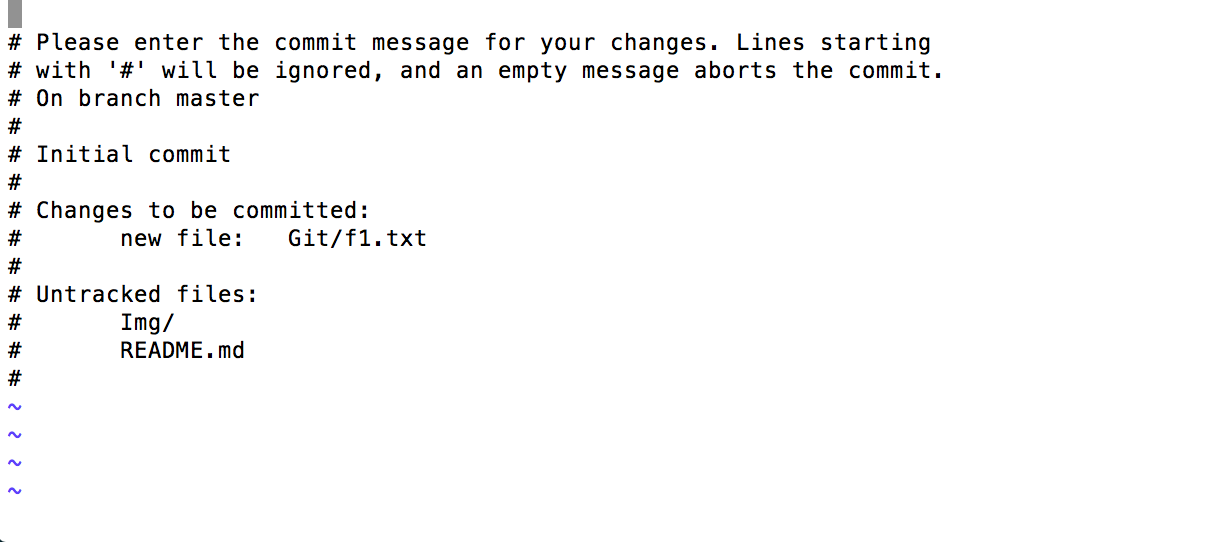 # Please enter the commit message for your changes. Lines starting
# with '#' will be ignored, and an empty message aborts the commit.
# On branch master
#
# Initial commit
#
# Changes to be committed:
#       new file:   Git/f1.txt
#
# Untracked files:
#       Img/
#       README.md
#
~
~
~
~